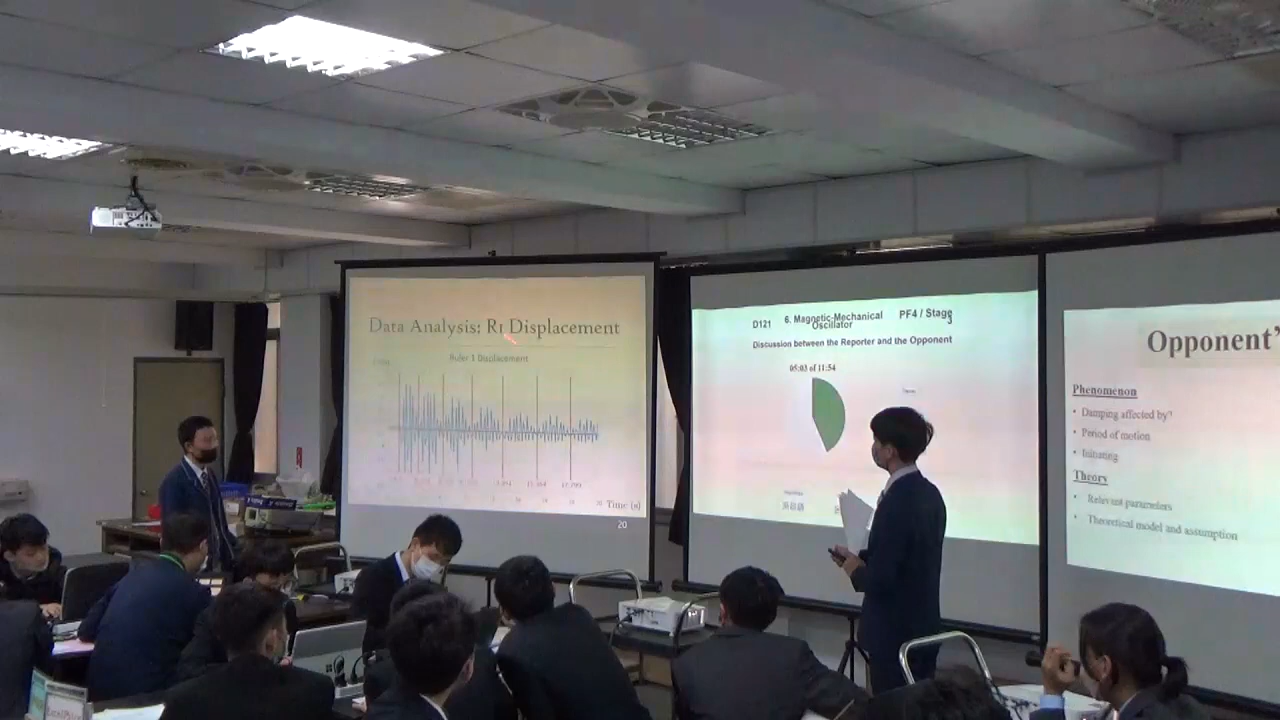 Data Analysis: R1 Displacement
Ruler 1 Displacement
Time (s)
20
D121
6. Magnetic-Mechanical
Oscillator
PF4 / Stage
3
Discussion between the Reporter and the Opponent
05:03 of 11:54
Opponent'
Phenomenon
• Damping affected by?
• Period of motion
• Initiating
Theory
• Relevant parameters
• Theoretical model and assumption